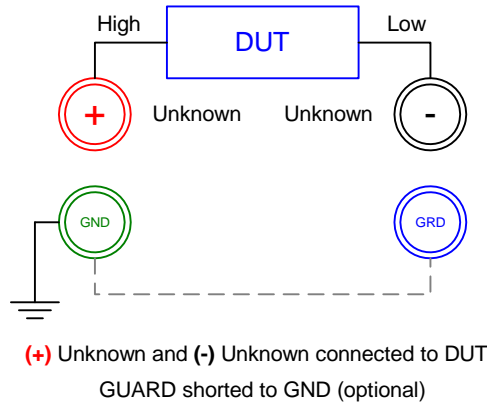 High
DUT
Low
+
Unknown
Unknown
-
GND
GRD
(+) Unknown and (-) Unknown connected to DUT
GUARD shorted to GND (optional)